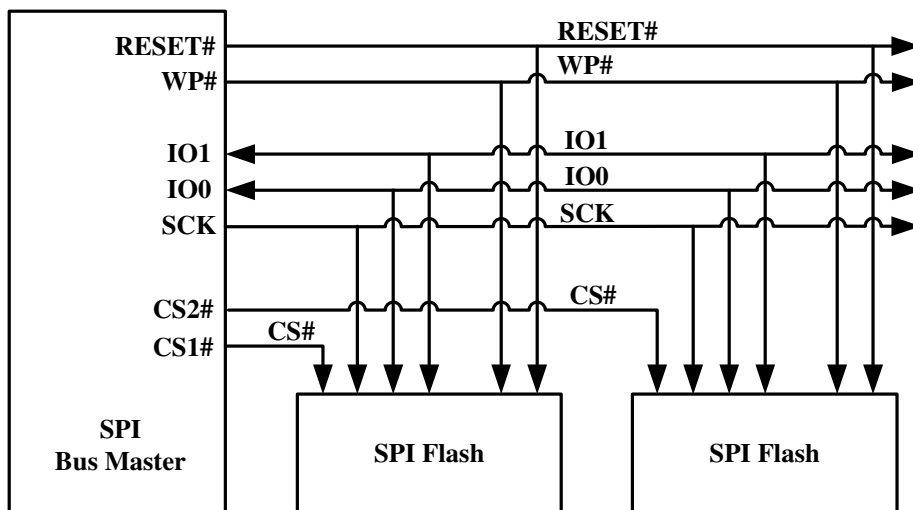 RESET#
RESET#
WP#
WP#
IO1
IO1
IO0
IO0
SCK
SCK
CS2#
CS#
CS1#
CS#
SPI
Bus Master
SPI Flash
SPI Flash